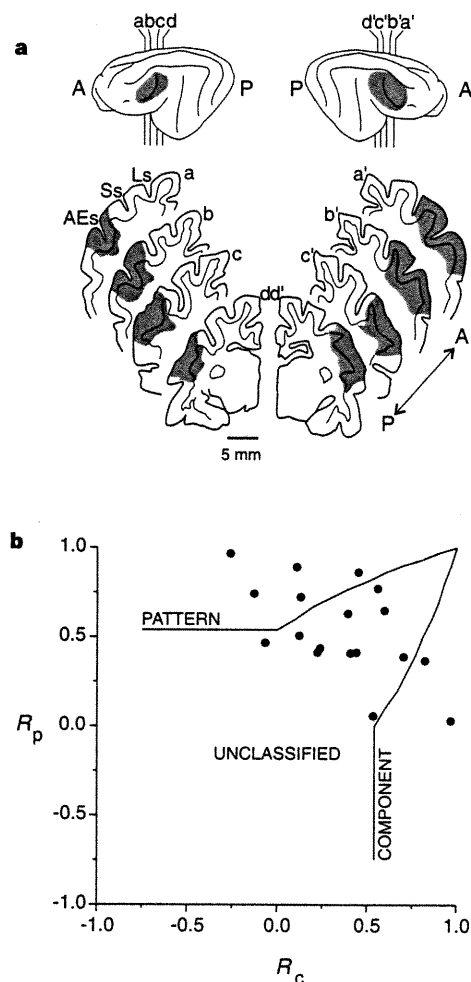 a
abcd
d'c'b'a'
A
P
P
A
Ls
a
Ss
AEs
b
c
dd'
a'
b'
c'
A
P
5 mm
b
1.0
PATTERN
0.5
Rp
0.0
UNCLASSIFIED
COMPONENT
-0.5
-1.0
-1.0
-0.5
0.0
0.5
1.0
Rc